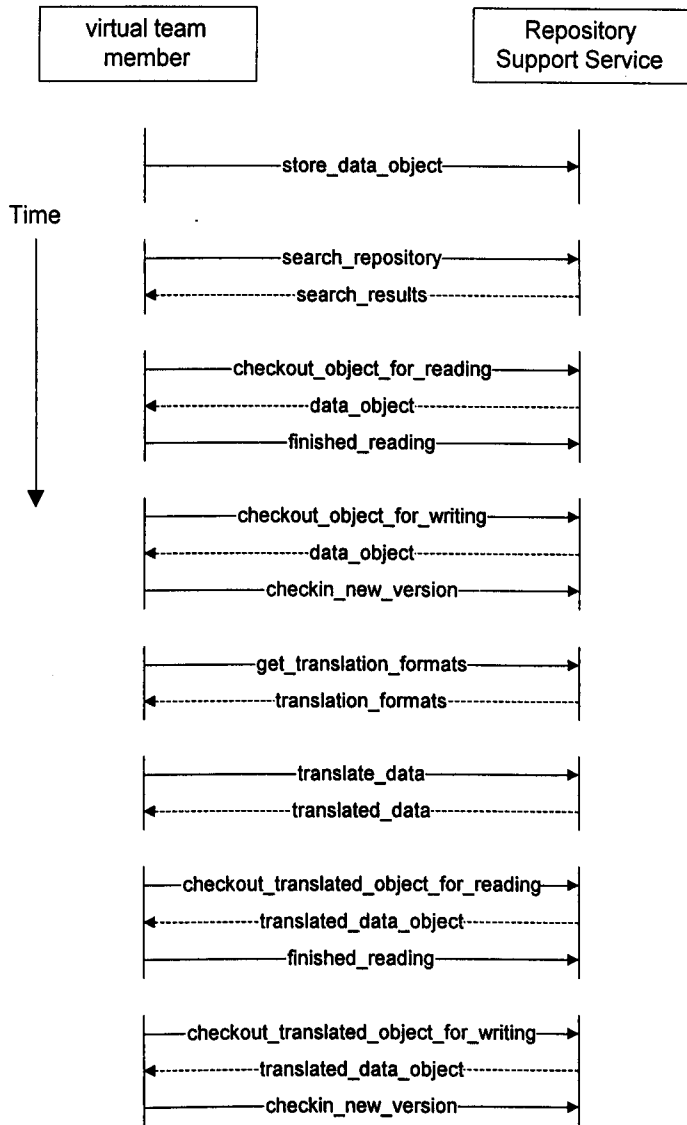 virtual team
member
Repository
Support Service
store_data_object
Time
search_repository
search_results
checkout_object_for_reading
data_object
finished_reading
checkout_object_for_writing
data_object
checkin_new_version
get_translation_formats
translation_formats
translate_data
translated_data
checkout_translated_object_for_reading
translated_data_object
finished_reading
checkout_translated_object_for_writing
translated_data_object
checkin_new_version